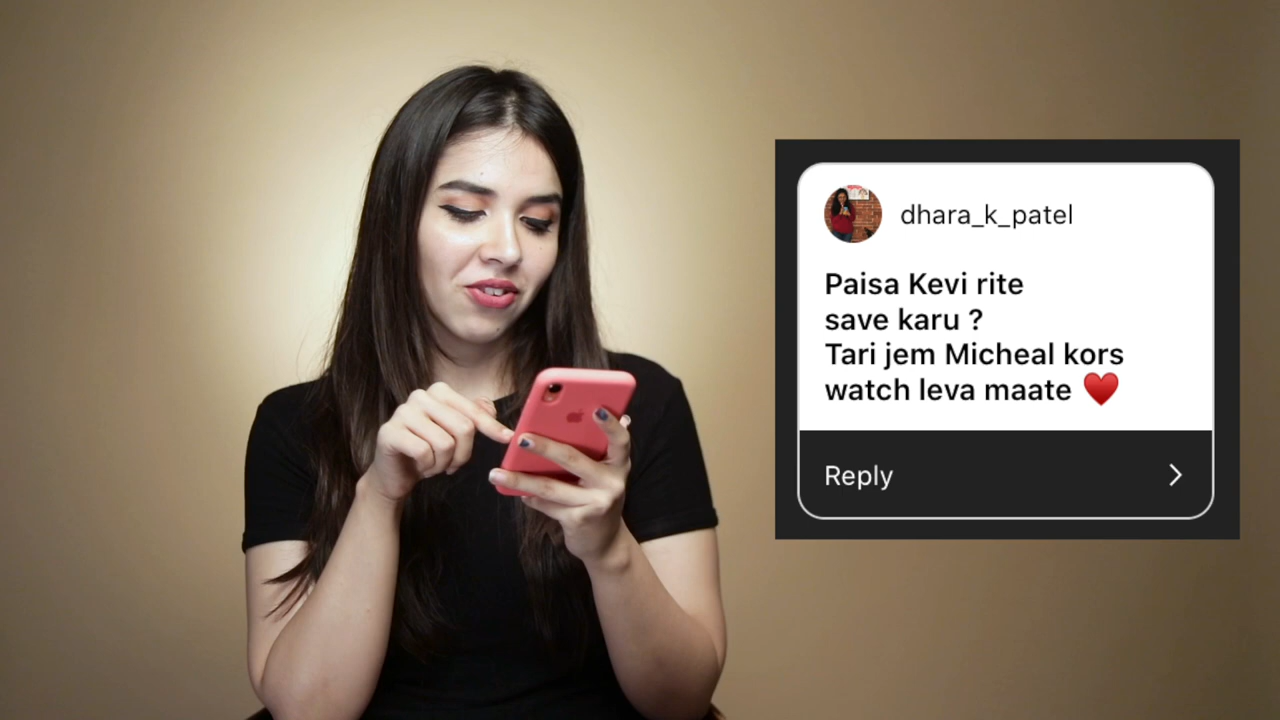 dhara_k_patel
Paisa Kevi rite
save karu ?
Tari jem Micheal kors
watch leva maate ❤️
Reply